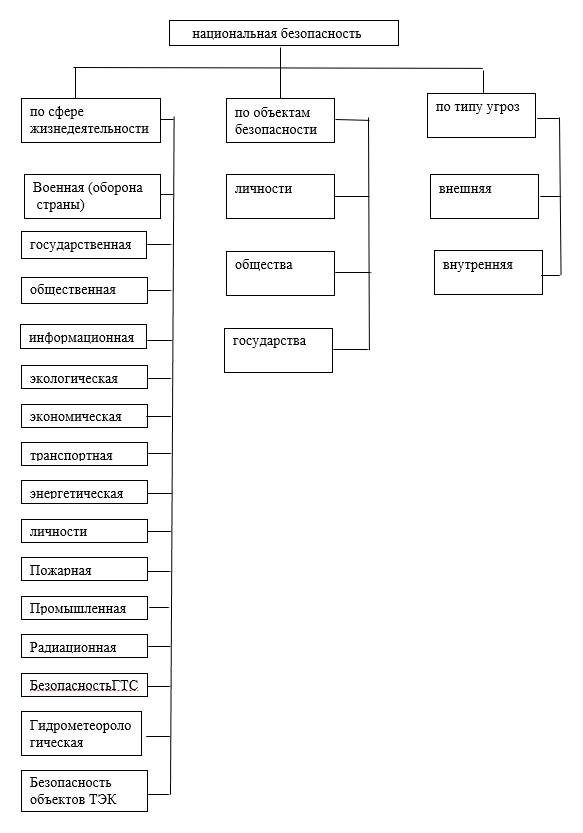 национальная безопасность
по сфере
жизнедеятельности
Военная (оборона
страны)
государственная
общественная
информационная
экологическая
экономическая
транспортная
энергетическая
личности
Пожарная
Промышленная
Радиационная
БезопасностьГТС
Гидрометеороло
гическая
Безопасность
объектов ТЭК
по объектам
безопасности
личности
общества
государства
по типу угроз
внешняя
внутренняя